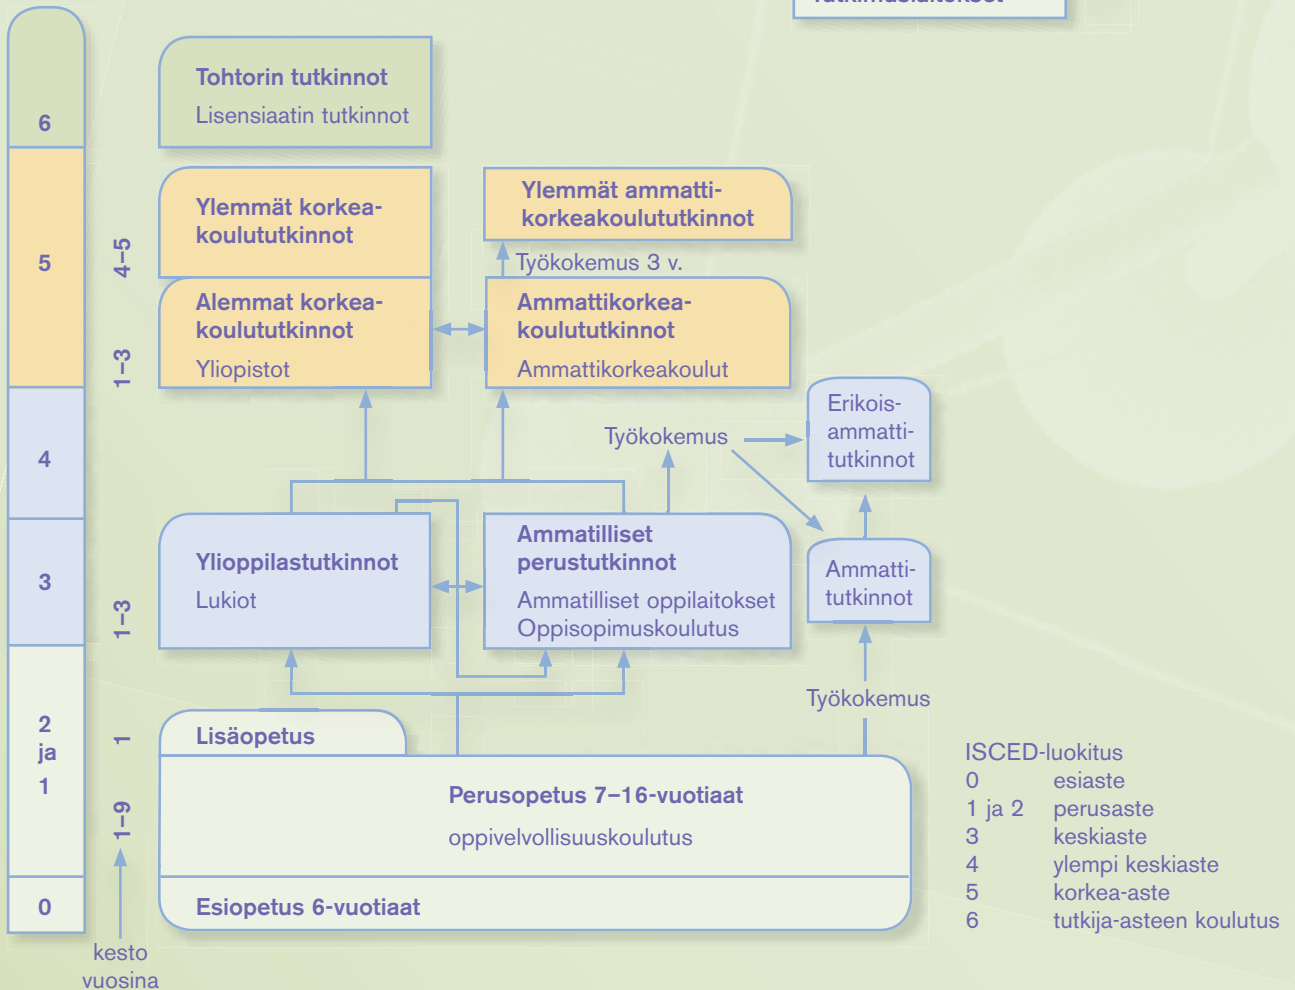 6
Tohtorin tutkinnot
Lisensiaatin tutkinnot
5
4–5
1–3
Ylemmät korkea-
koulututkinnot
Alemmat korkea-
koulututkinnot
Yliopistot
Ylemmät ammatti-
korkeakoulututkinnot
Työkokemus 3 v.
Ammattikorkea-
koulututkinnot
Ammattikorkeakoulut
4
Työkokemus
Erikois-
ammatti-
tutkinnot
3
1–3
Ylioppilastutkinnot
Lukiot
Ammatilliset
perustutkinnot
Ammatilliset oppilaitokset
Oppisopimuskoulutus
Ammatti-
tutkinnot
Työkokemus
2
ja
1
1
1–9
Lisäopetus
Perusopetus 7–16-vuotiaat
oppivelvollisuuskoulutus
0
Esiopetus 6-vuotiaat
kesto
vuosina
ISCED-luokitus
0 esiaste
1 ja 2 perusaste
3 keskiaste
4 ylempi keskiaste
5 korkea-aste
6 tutkija-asteen koulutus